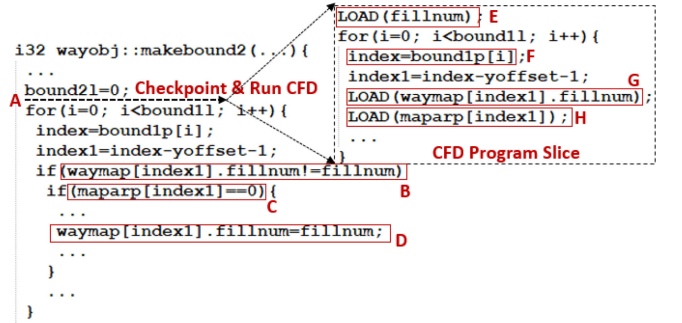 i32 wayobj::makebound2(...){
...
bound2l=0;
A
Checkpoint & Run CFD
for(i=0; i<bound1l; i++){
index=bound1p[i];
index1=index-yoffset-1;
if(waymap[index1].fillnum!=fillnum)
B
if(maparp[index1]==0){
C
...
waymap[index1].fillnum=fillnum;
D
...
}
...
}
LOAD(fillnum);
E
for(i=0; i<bound1l; i++){
index=bound1p[i];
F
index1=index-yoffset-1;
G
LOAD(waymap[index1].fillnum);
LOAD(maparp[index1]);
H
...
}
CFD Program Slice